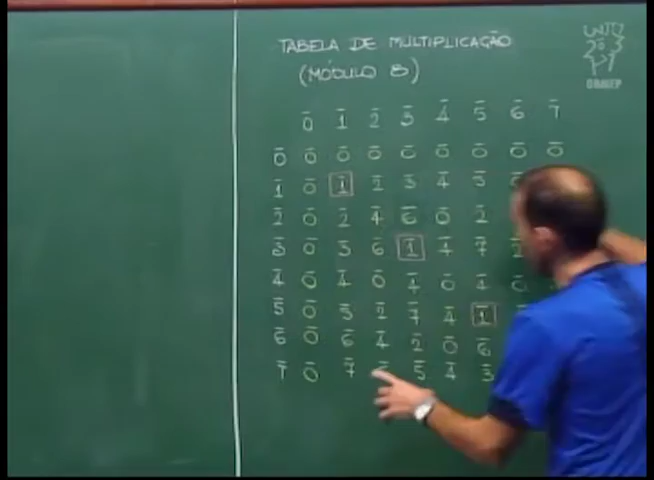 TABELA DE MULTIPLICAÇÃO
(MÓDULO 8)
0̄ 1̄ 2̄ 3̄ 4̄ 5̄ 6̄ 7̄
0̄ 0̄ 0̄ 0̄ 0̄ 0̄ 0̄ 0̄ 0̄
1̄ 0̄ 1̄ 2̄ 3̄ 4̄ 5̄
2̄ 0̄ 2̄ 4̄ 6̄ 0̄ 2̄
3̄ 0̄ 3̄ 6̄ 1̄ 4̄ 7̄ 2̄
4̄ 0̄ 4̄ 0̄ 4̄ 0̄ 4̄ 0̄
5̄ 0̄ 5̄ 2̄ 7̄ 4̄ 1̄
6̄ 0̄ 6̄ 4̄ 2̄ 0̄ 6̄
7̄ 0̄ 7̄ 5̄ 4̄ 3̄
OBMEP